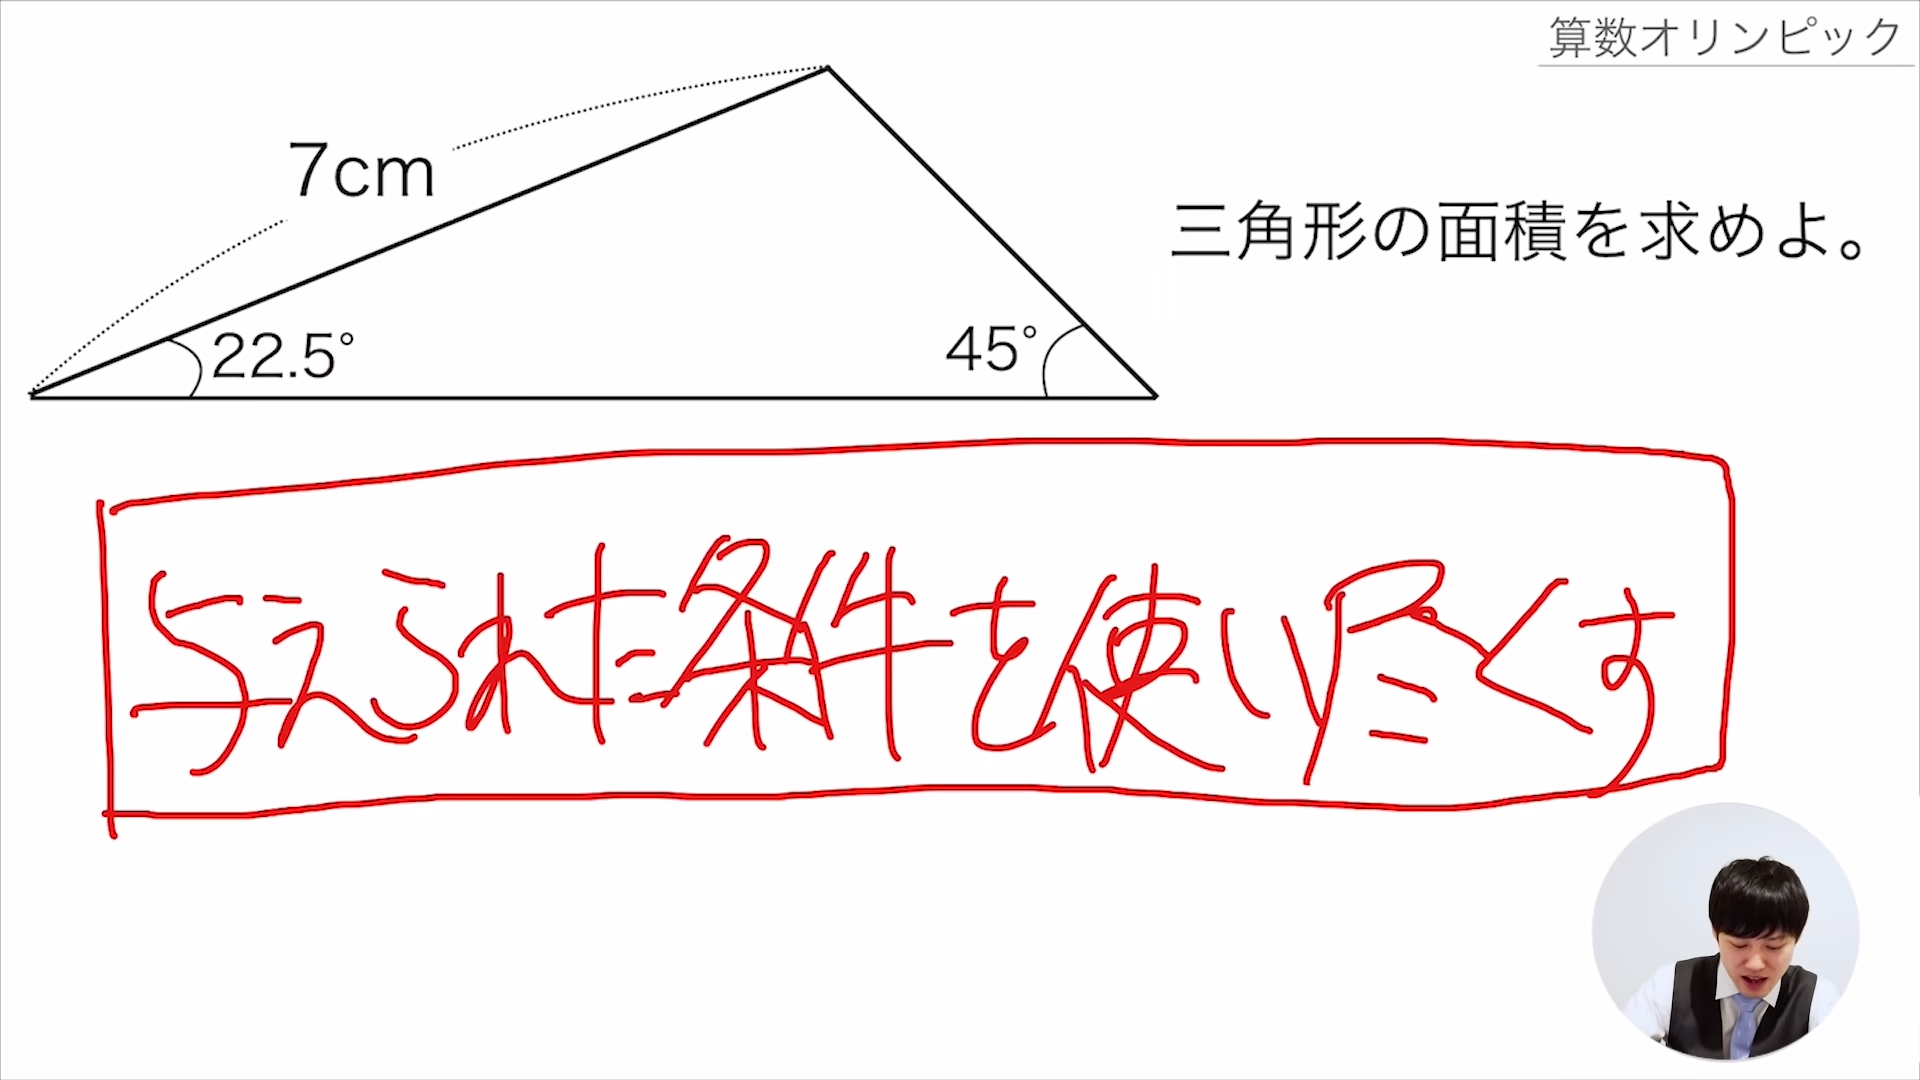 算数オリンピック
7cm
三角形の面積を求めよ。
22.5°
45°
与えられた条件を使い尽くす